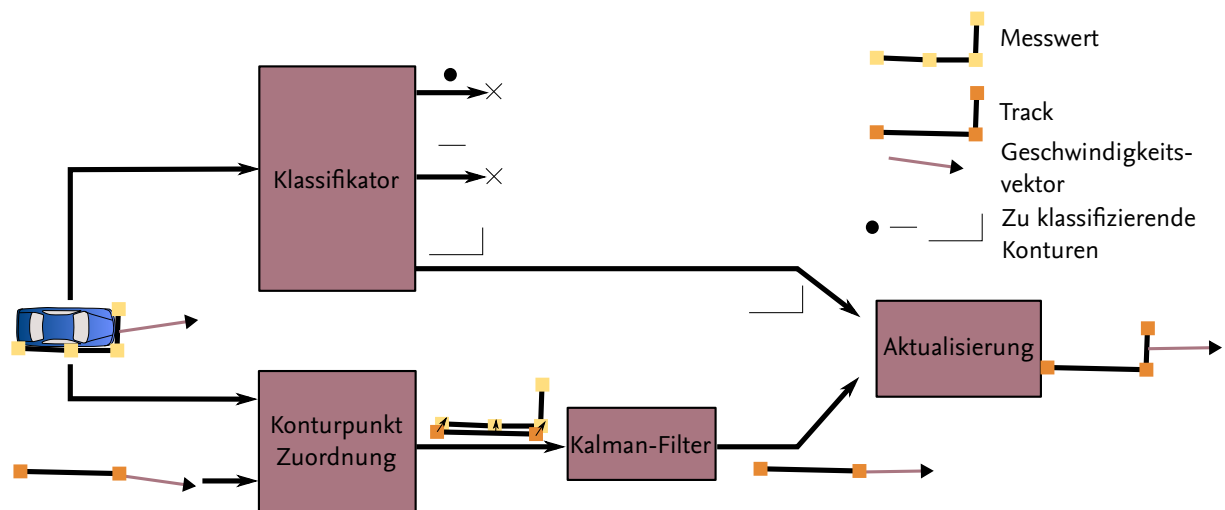 Messwert
Track
Geschwindigkeits-
vektor
Zu klassifizierende
Konturen
Klassifikator
Aktualisierung
Konturpunkt
Zuordnung
Kalman-Filter